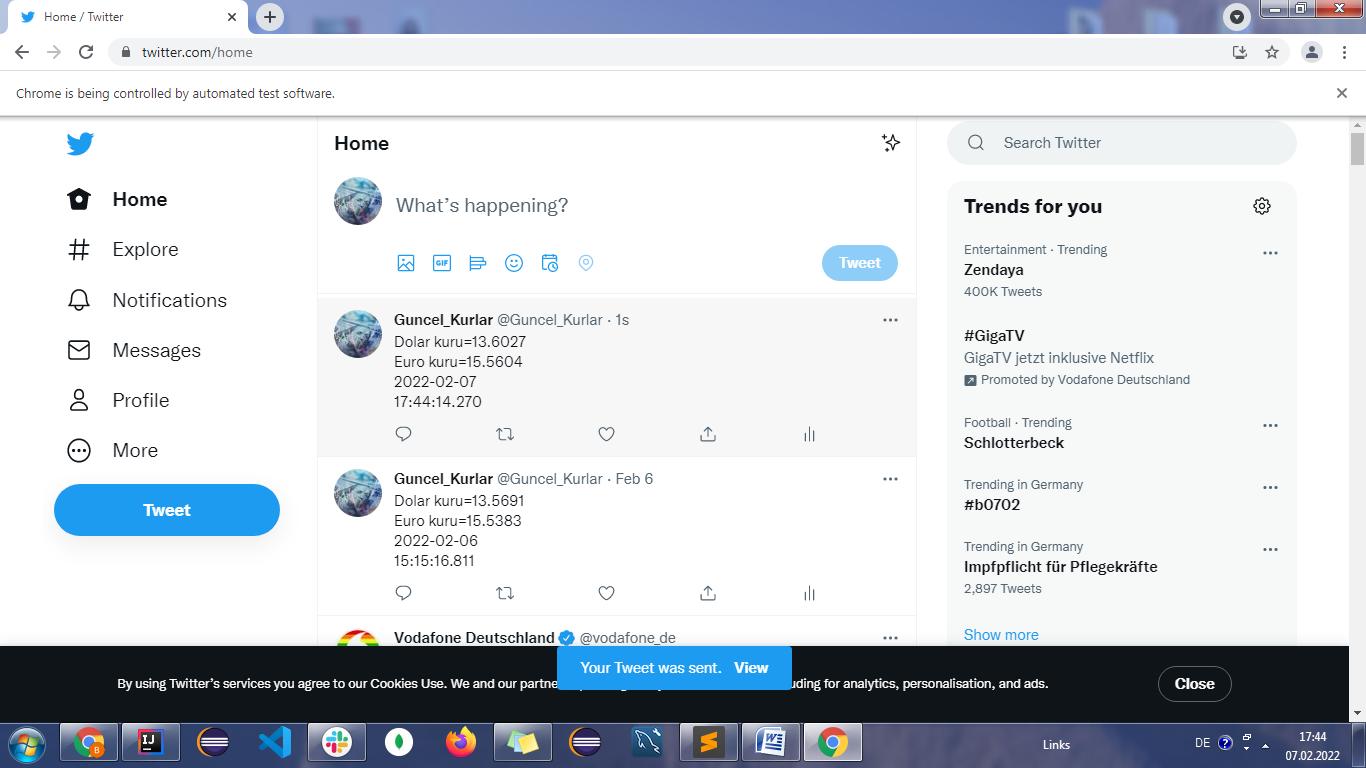 Home / Twitter
twitter.com/home
Chrome is being controlled by automated test software.
Home
Explore
Notifications
Messages
Profile
More
Tweet
Home
What's happening?
GIF
Tweet
Guncel_Kurlar @Guncel_Kurlar · 1s
Dolar kuru=13.6027
Euro kuru=15.5604
2022-02-07
17:44:14.270
Guncel_Kurlar @Guncel_Kurlar · Feb 6
Dolar kuru=13.5691
Euro kuru=15.5383
2022-02-06
15:15:16.811
Vodafone Deutschland @vodafone_de
Search Twitter
Trends for you
Entertainment · Trending
Zendaya
400K Tweets
#GigaTV
GigaTV jetzt inklusive Netflix
Promoted by Vodafone Deutschland
Football · Trending
Schlotterbeck
Trending in Germany
#b0702
Trending in Germany
Impfpflicht für Pflegekräfte
2,897 Tweets
Show more
Your Tweet was sent. View
By using Twitter's services you agree to our Cookies Use. We and our partne
for analytics, personalisation, and ads.
Close
B
IJ
W
Links
DE
17:44
07.02.2022